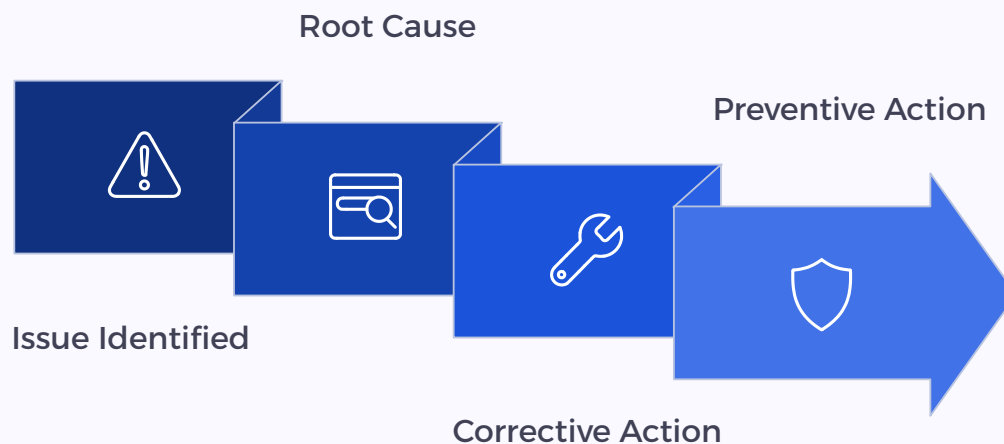 Root Cause
Preventive Action
Issue Identified
Corrective Action